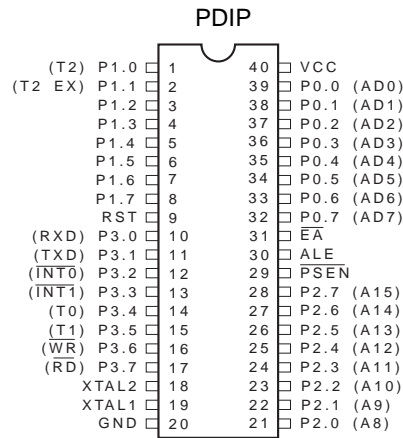 PDIP
(T2) P1.0 1 40 VCC
(T2 EX) P1.1 2 39 P0.0 (AD0)
P1.2 3 38 P0.1 (AD1)
P1.3 4 37 P0.2 (AD2)
P1.4 5 36 P0.3 (AD3)
P1.5 6 35 P0.4 (AD4)
P1.6 7 34 P0.5 (AD5)
P1.7 8 33 P0.6 (AD6)
RST 9 32 P0.7 (AD7)
(RXD) P3.0 10 31 EA
(TXD) P3.1 11 30 ALE
(INT0) P3.2 12 29 PSEN
(INT1) P3.3 13 28 P2.7 (A15)
(T0) P3.4 14 27 P2.6 (A14)
(T1) P3.5 15 26 P2.5 (A13)
(WR) P3.6 16 25 P2.4 (A12)
(RD) P3.7 17 24 P2.3 (A11)
XTAL2 18 23 P2.2 (A10)
XTAL1 19 22 P2.1 (A9)
GND 20 21 P2.0 (A8)